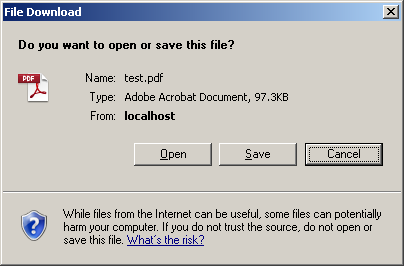 File Download
Do you want to open or save this file?
PDF
Name: test.pdf
Type: Adobe Acrobat Document, 97.3KB
From: localhost
Open Save Cancel
While files from the Internet can be useful, some files can potentially
harm your computer. If you do not trust the source, do not open or
save this file. What's the risk?